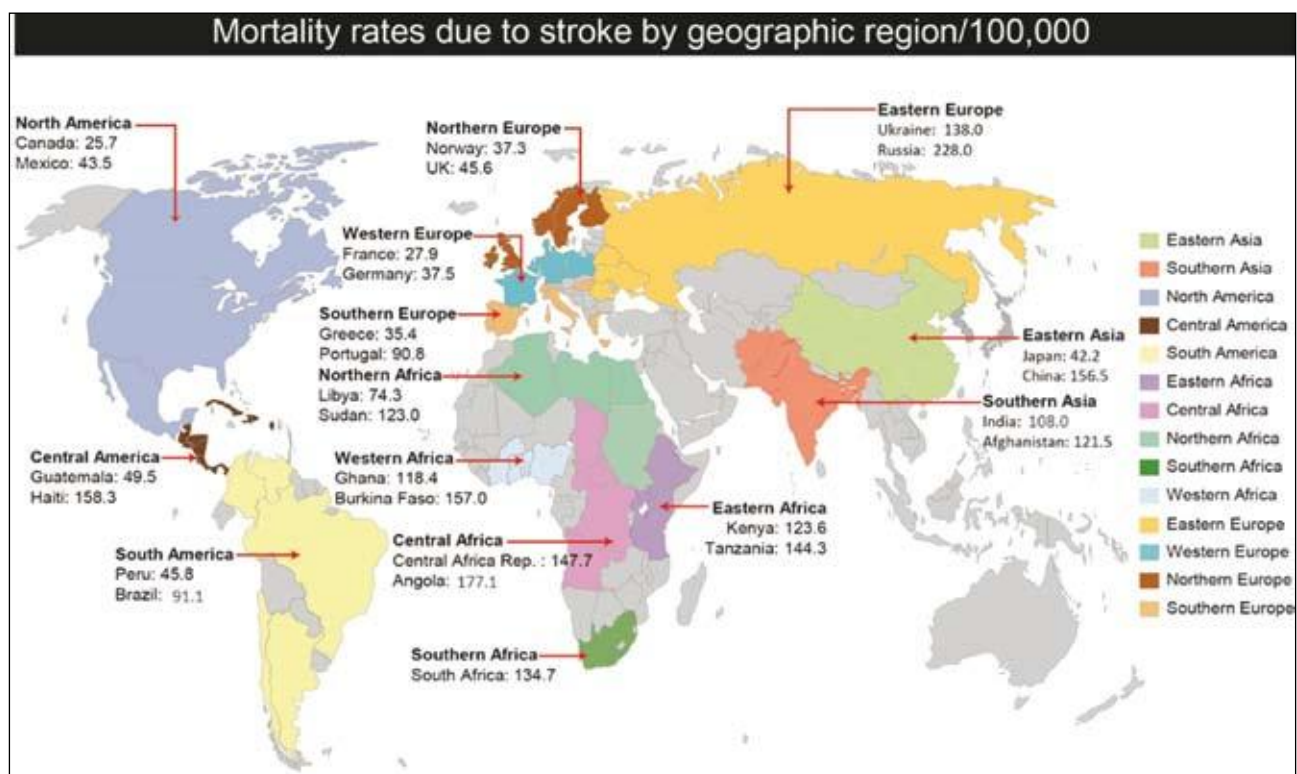 Mortality rates due to stroke by geographic region/100,000
North America
Canada: 25.7
Mexico: 43.5
Northern Europe
Norway: 37.3
UK: 45.6
Eastern Europe
Ukraine: 138.0
Russia: 228.0
Western Europe
France: 27.9
Germany: 37.5
Southern Europe
Greece: 35.4
Portugal: 90.8
Northern Africa
Libya: 74.3
Sudan: 123.0
Eastern Asia
Japan: 42.2
China: 156.5
Southern Asia
India: 108.0
Afghanistan: 121.5
Central America
Guatemala: 49.5
Haiti: 158.3
Western Africa
Ghana: 118.4
Burkina Faso: 157.0
Eastern Africa
Kenya: 123.6
Tanzania: 144.3
South America
Peru: 45.8
Brazil: 91.1
Central Africa
Central Africa Rep. : 147.7
Angola: 177.1
Southern Africa
South Africa: 134.7
Eastern Asia
Southern Asia
North America
Central America
South America
Eastern Africa
Central Africa
Northern Africa
Southern Africa
Western Africa
Eastern Europe
Western Europe
Northern Europe
Southern Europe